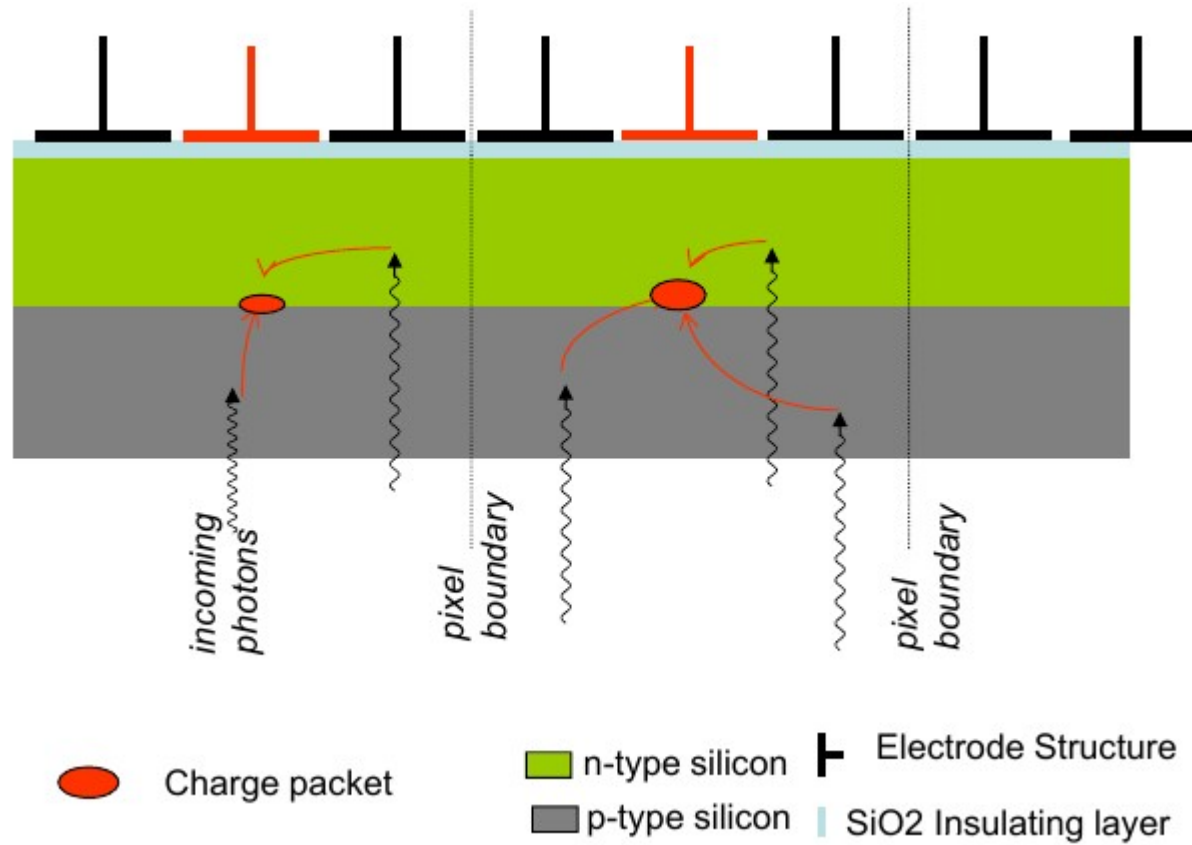 incoming
photons
pixel
boundary
pixel
boundary
Charge packet
n-type silicon
p-type silicon
Electrode Structure
SiO2 Insulating layer